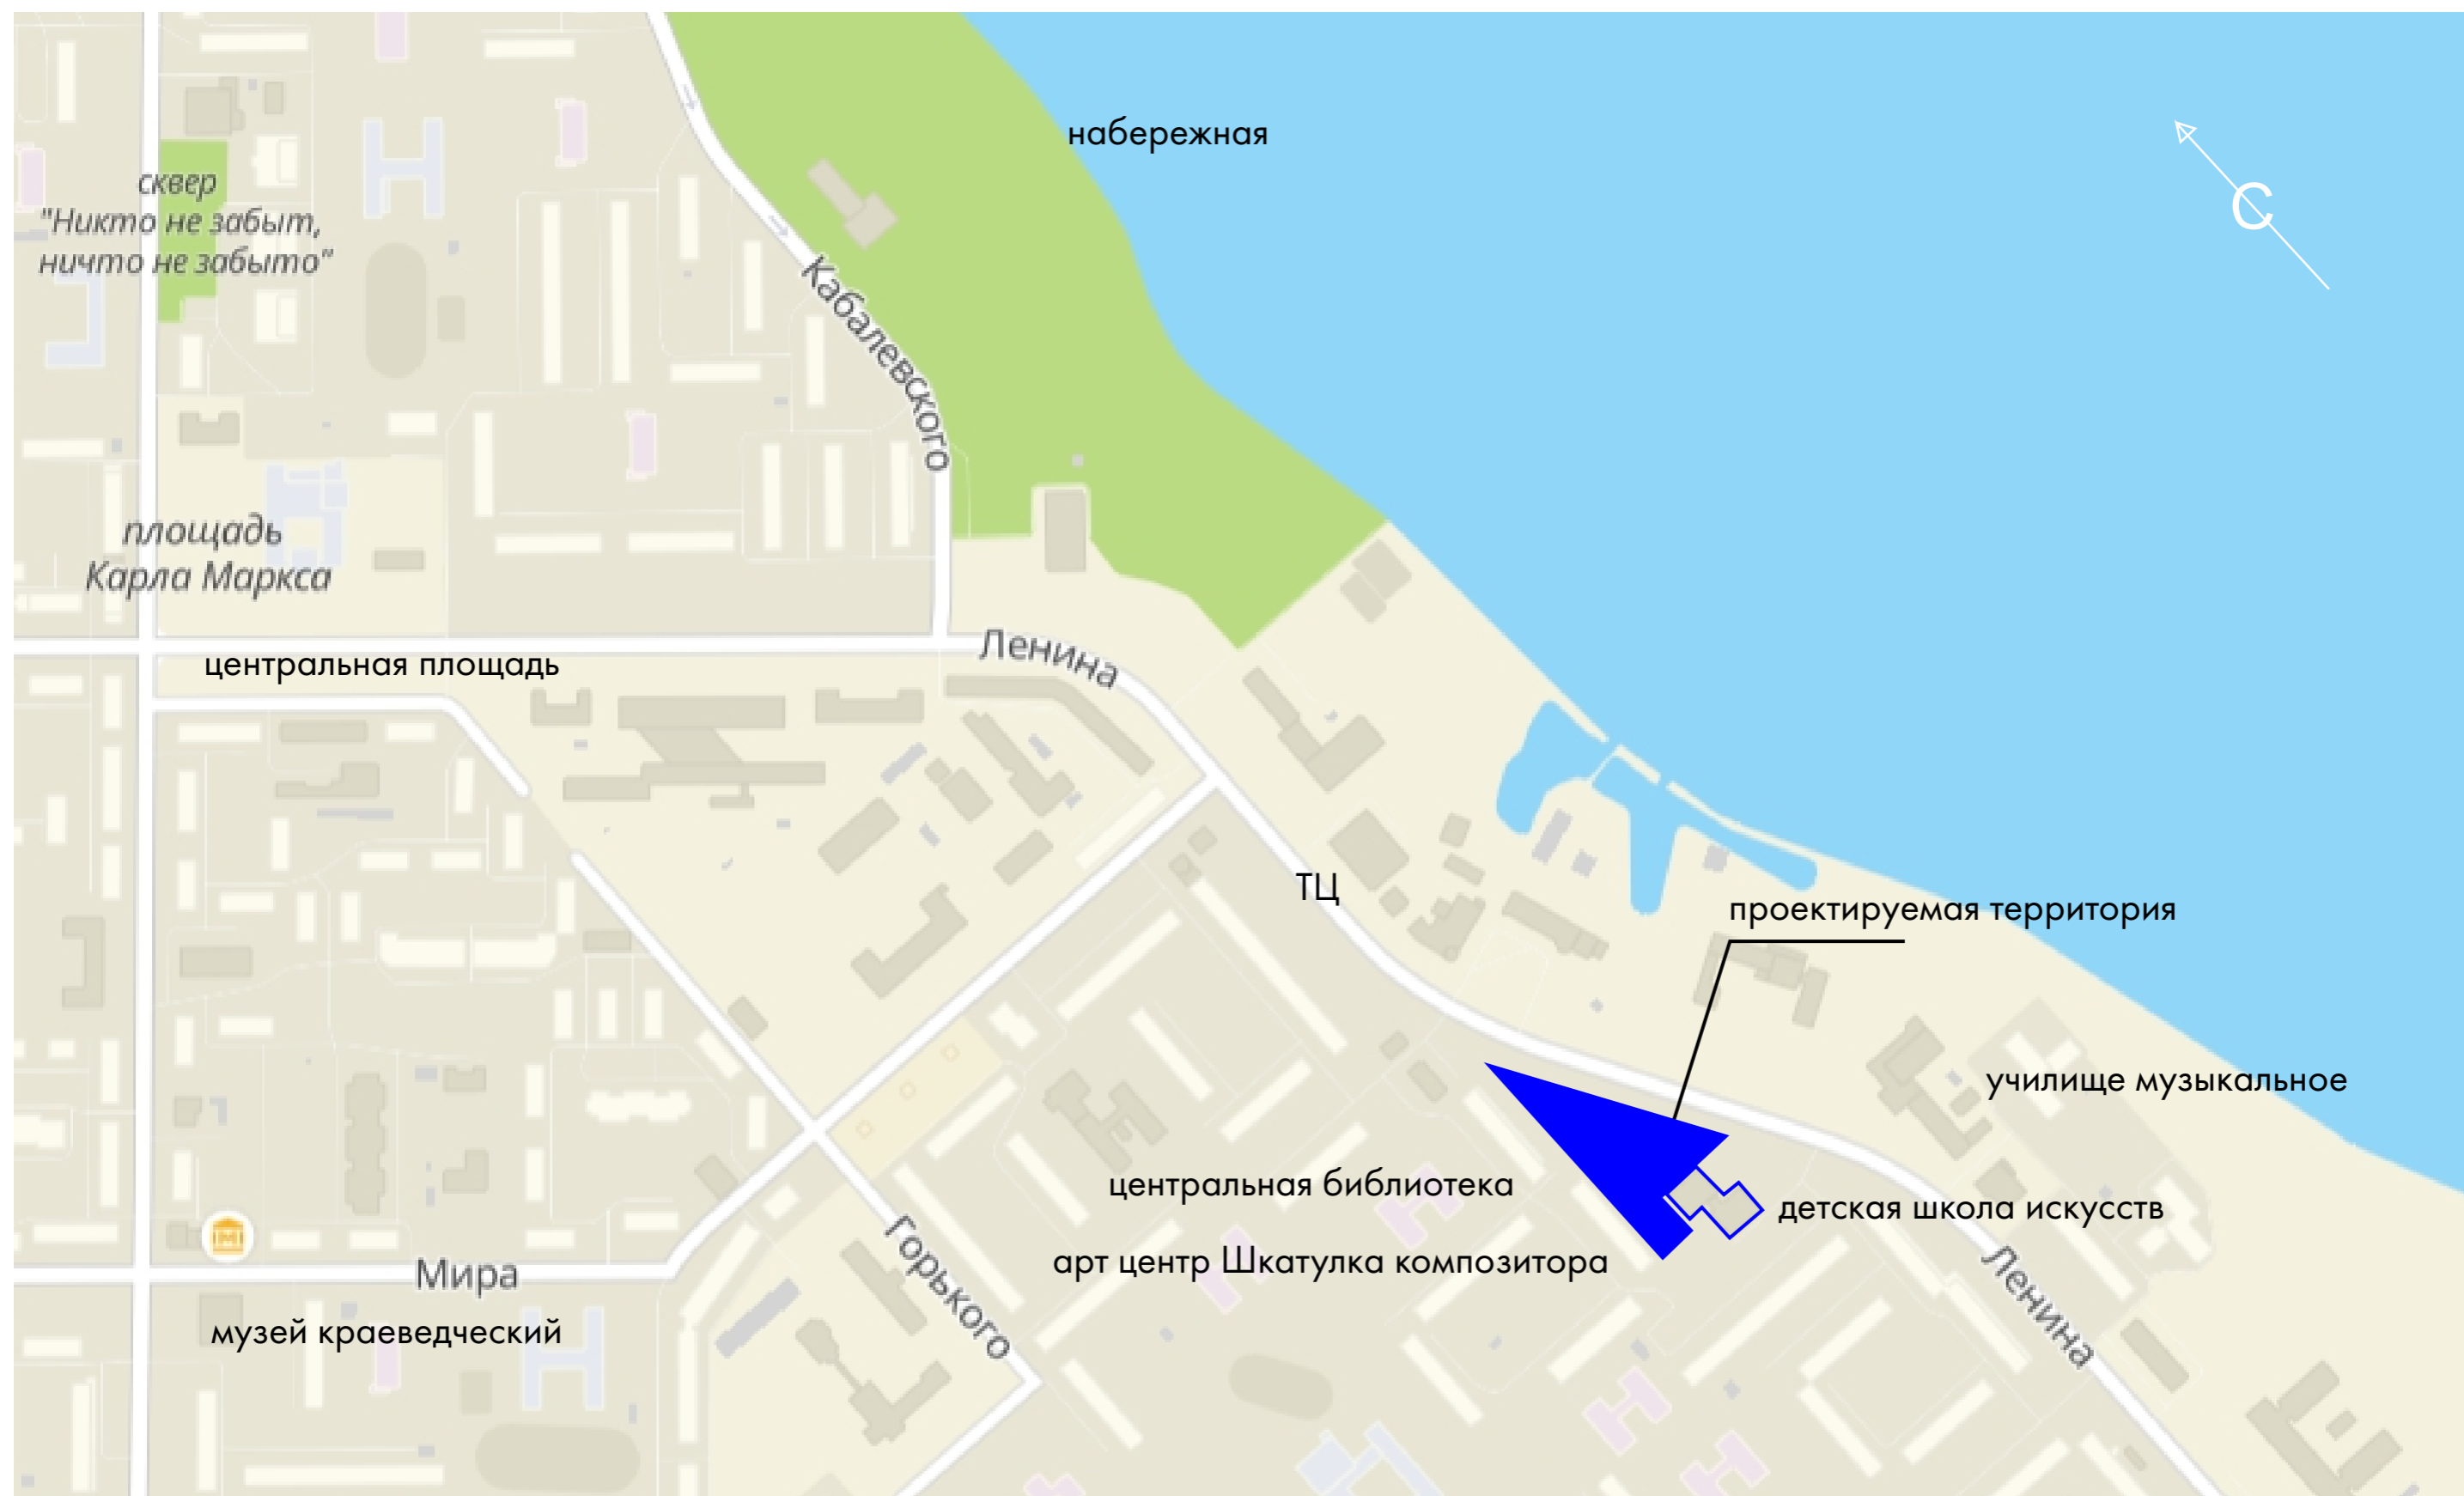 набережная
С
сквер
"Никто не забыт,
ничто не забыто"
Кабалевского
площадь
Карла Маркса
Ленина
центральная площадь
ТЦ
проектируемая территория
училище музыкальное
центральная библиотека
детская школа искусств
арт центр Шкатулка композитора
Горького
Мира
Ленина
музей краеведческий